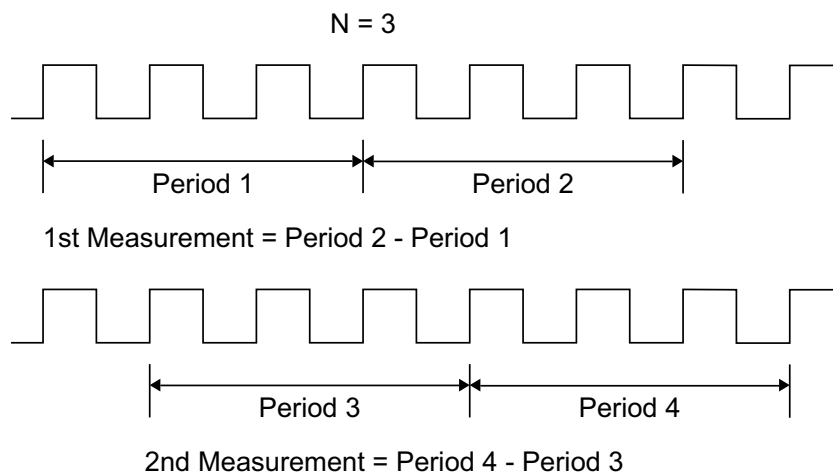 N = 3
Period 1
Period 2
1st Measurement = Period 2 - Period 1
Period 3
Period 4
2nd Measurement = Period 4 - Period 3